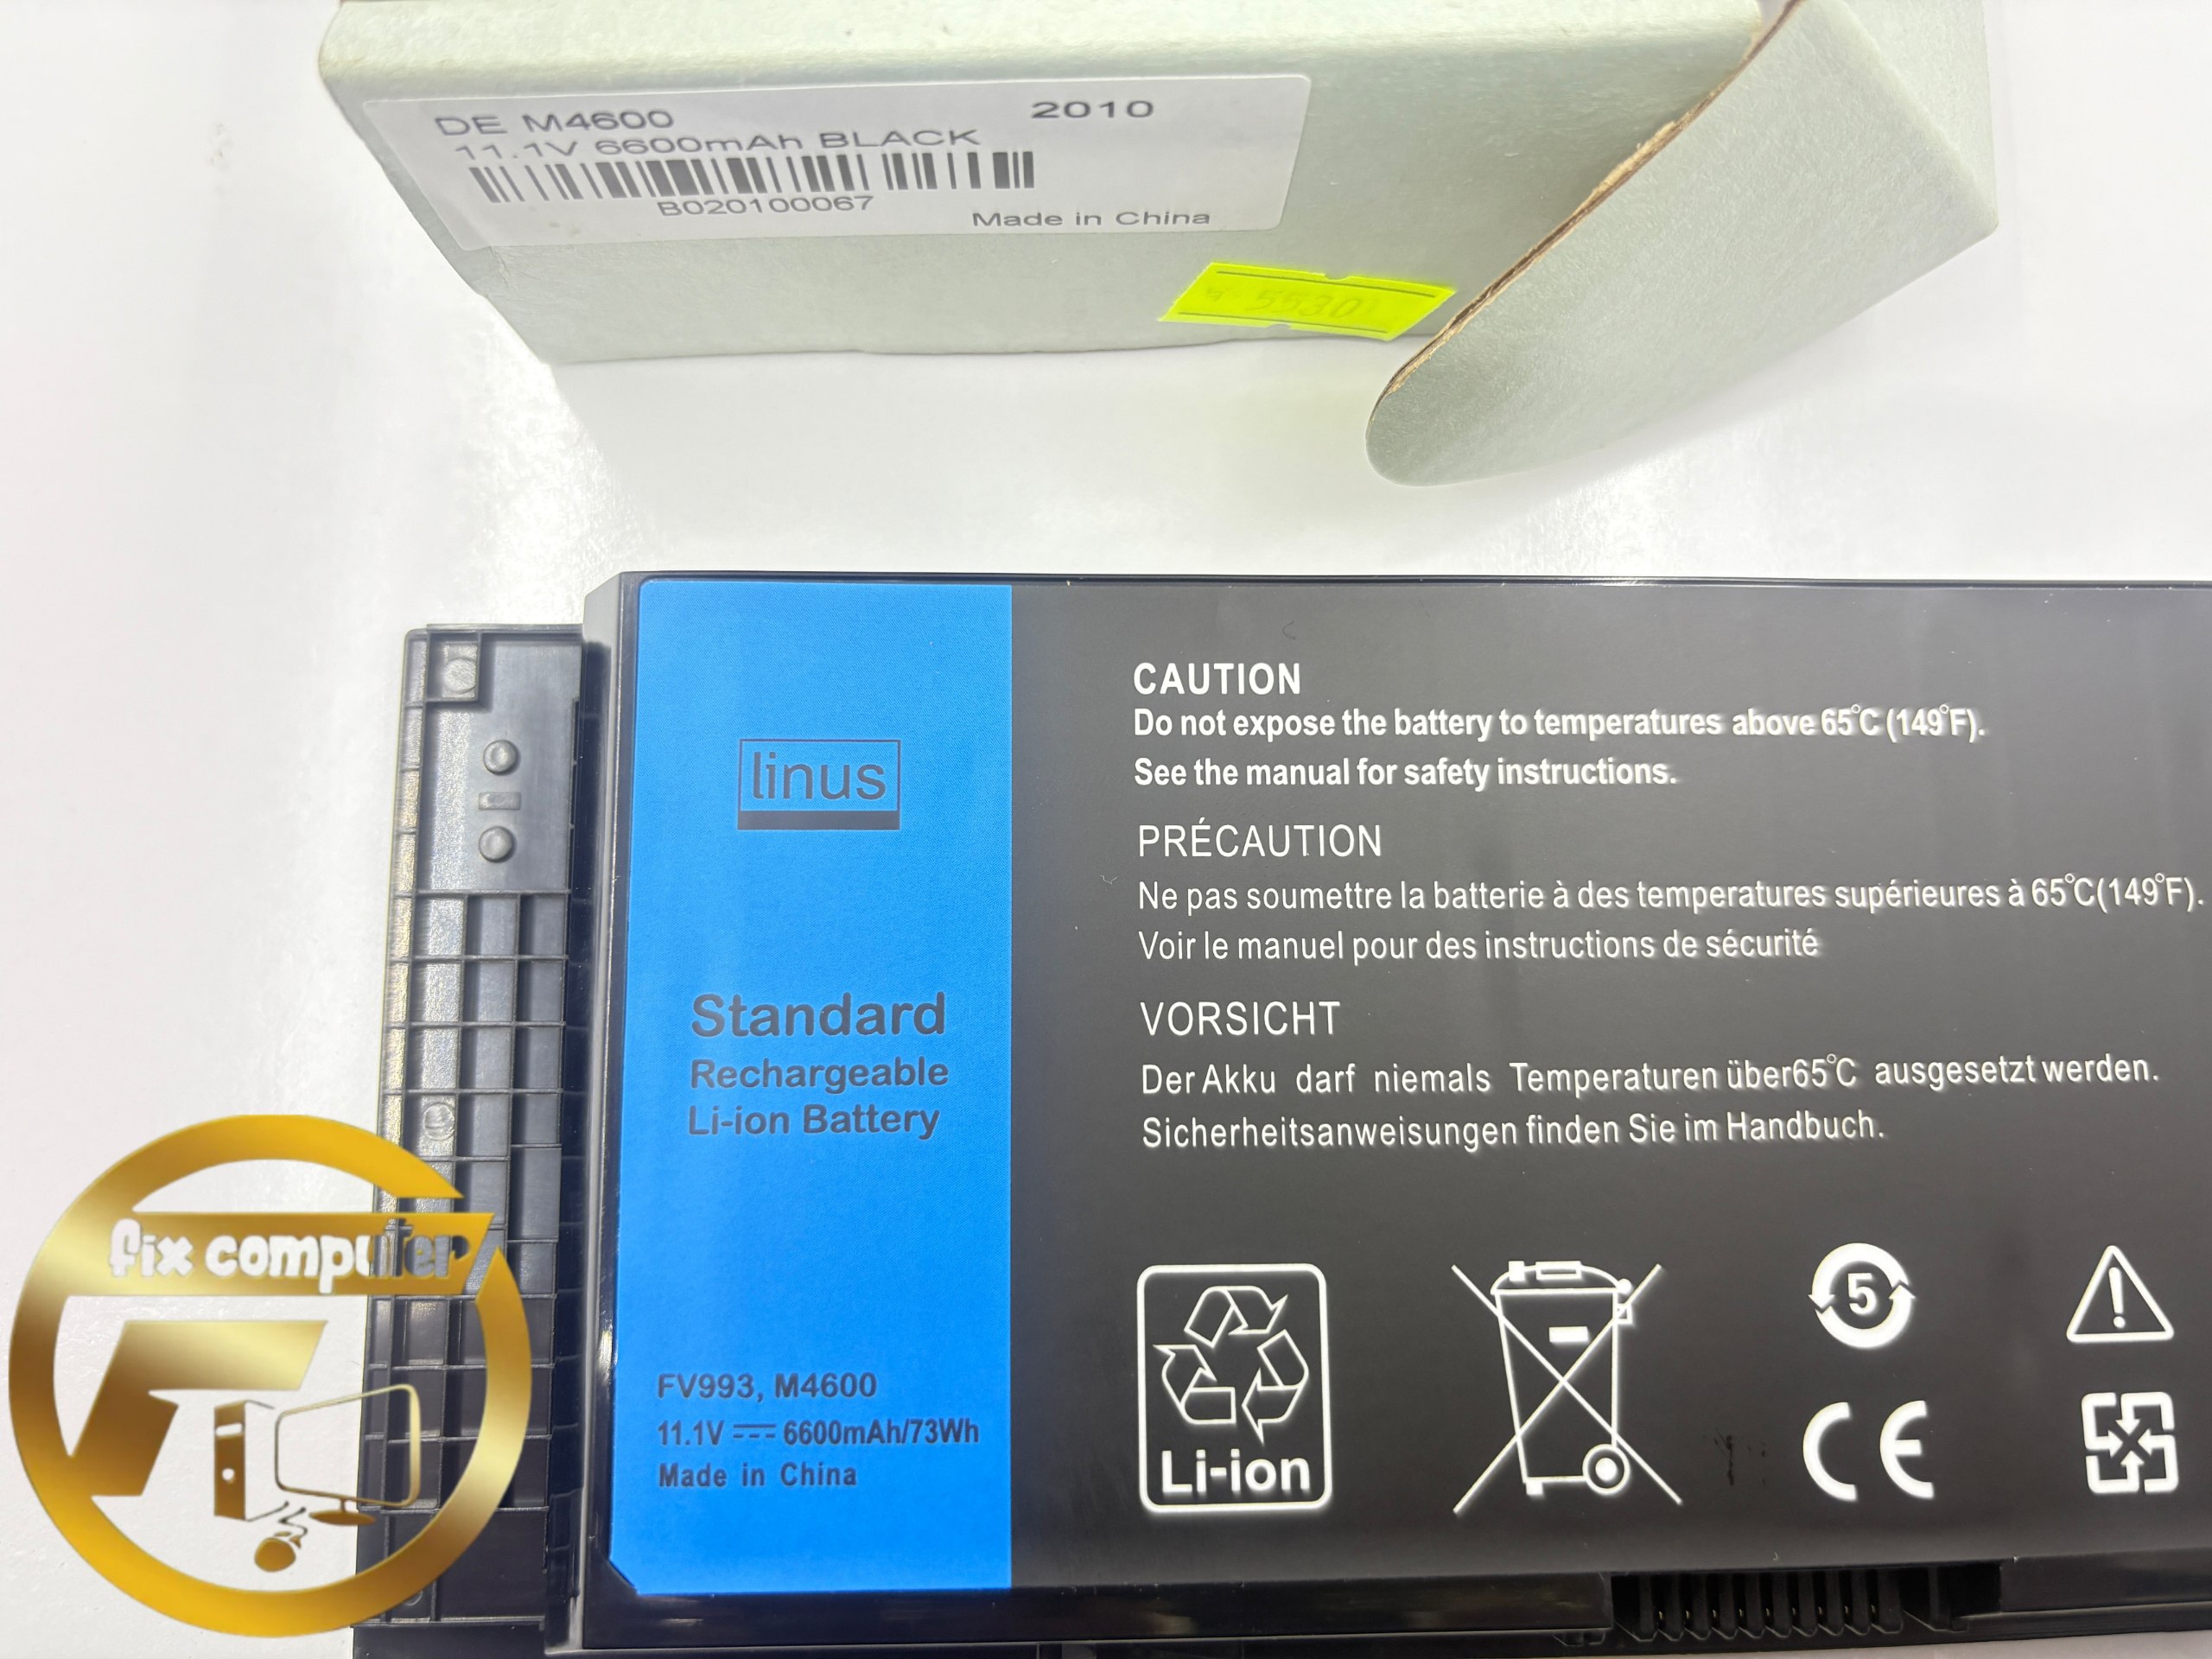 DE M4600 2010
11.1V 6600mAh BLACK
B020100067
Made in China
linus
Standard
Rechargeable
Li-ion Battery
FV993, M4600
11.1V 6600mAh/73Wh
Made in China
CAUTION
Do not expose the battery to temperatures above 65°C (149°F).
See the manual for safety instructions.
PRÉCAUTION
Ne pas soumettre la batterie à des temperatures supérieures à 65°C(149°F).
Voir le manuel pour des instructions de sécurité
VORSICHT
Der Akku darf niemals Temperaturen über65°C ausgesetzt werden.
Sicherheitsanweisungen finden Sie im Handbuch.
Li-ion
5
CE
fix computer